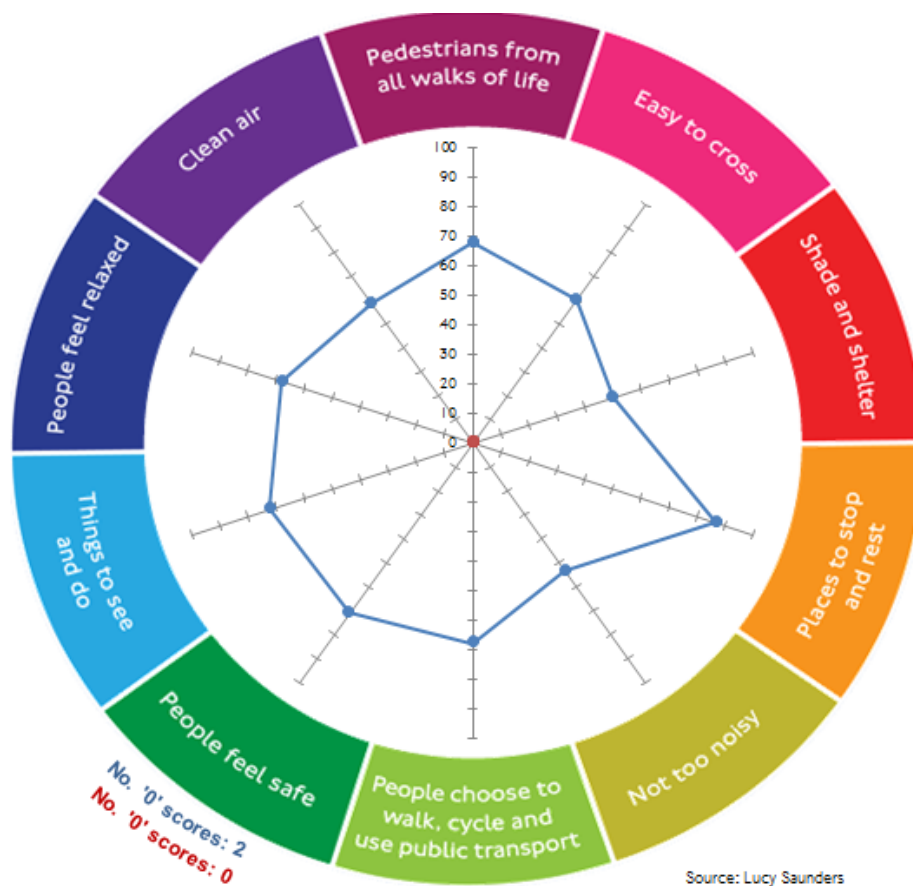 Pedestrians from
all walks of life
Easy to cross
Shade and shelter
Places to stop
and rest
Not too noisy
People choose to
walk, cycle and
use public transport
People feel safe
Things to see
and do
People feel relaxed
Clean air
100
90
80
70
60
50
40
30
20
10
0
No. '0' scores: 2
No. '0' scores: 0
Source: Lucy Saunders